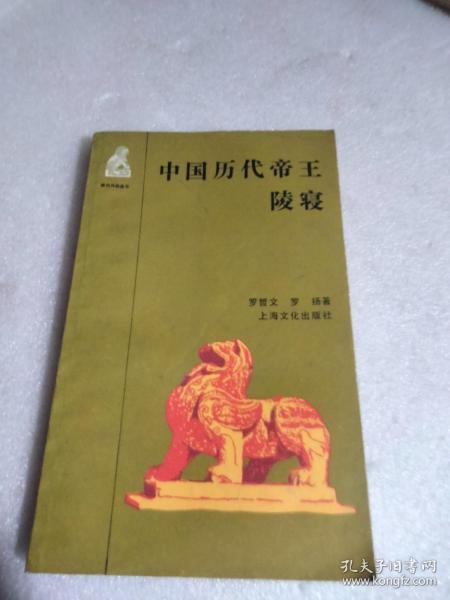 中国历代帝王
陵寝
罗哲文 罗 扬著
上海文化出版社
孔夫子旧书网
www.kongfz.com